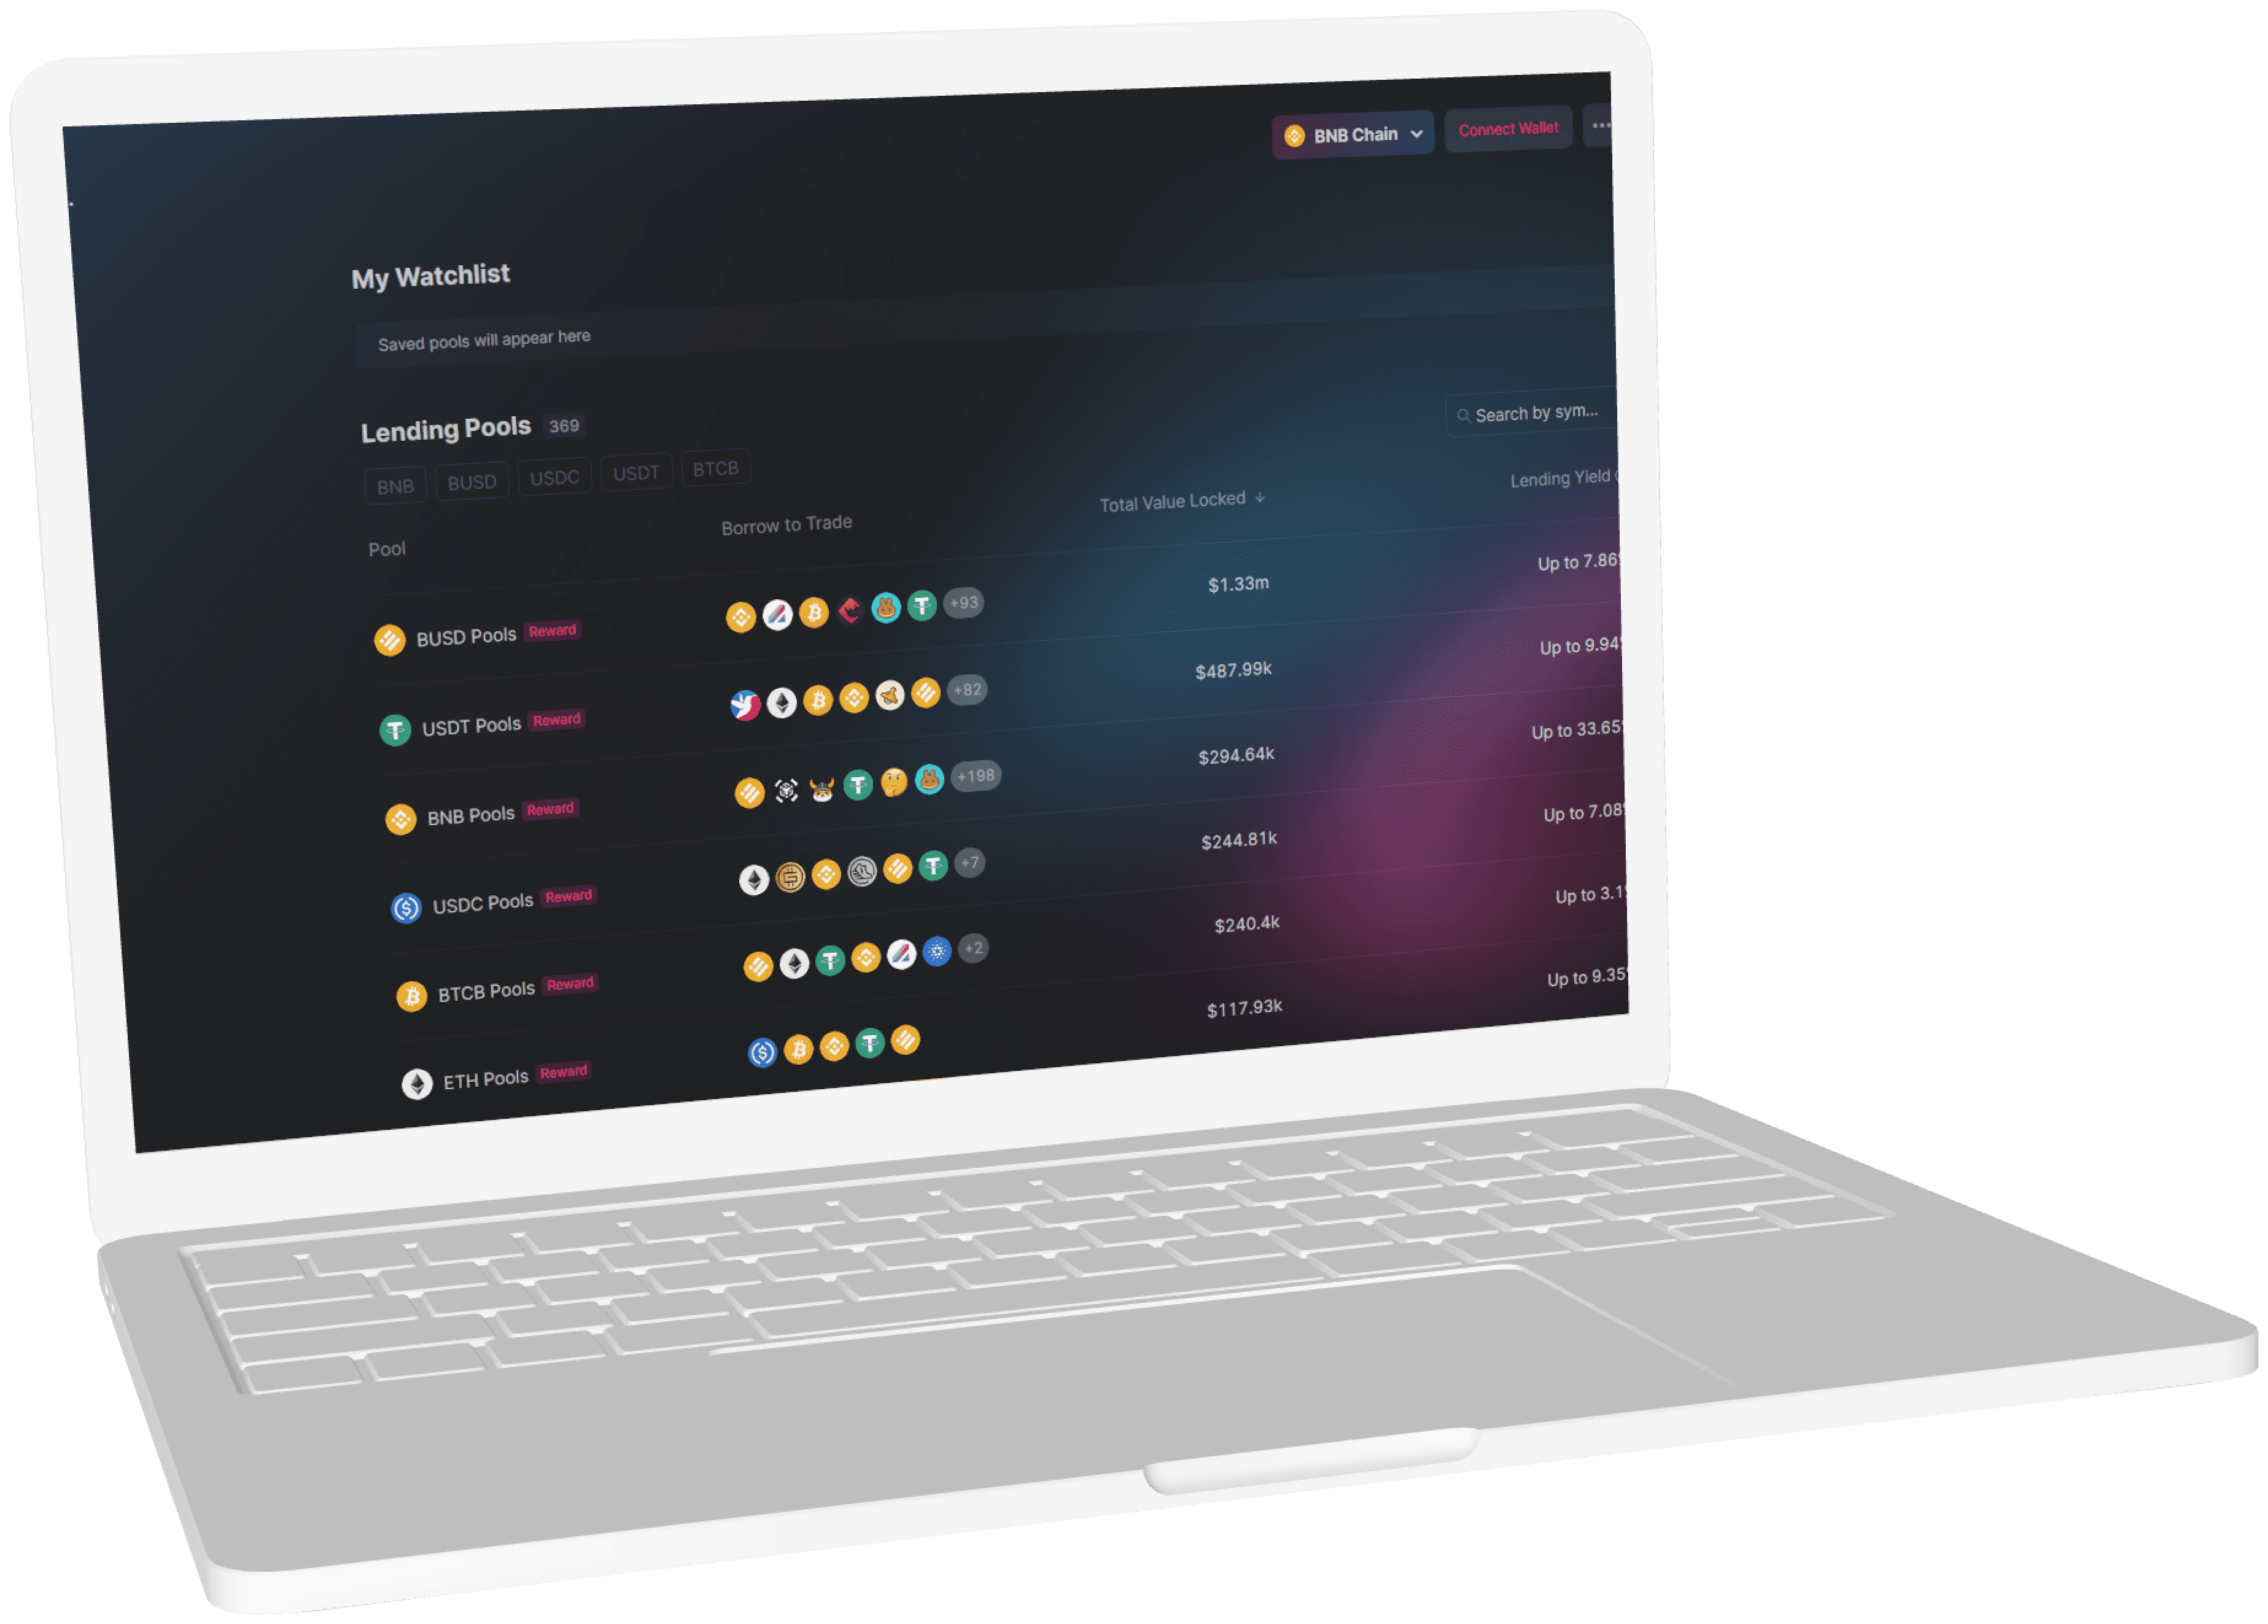 BNB Chain
Connect Wallet
My Watchlist
Saved pools will appear here
Lending Pools 369
Search by sym...
BNB BUSD USDC USDT BTCB
Pool Borrow to Trade Total Value Locked ↓ Lending Yield
BUSD Pools Reward +93 $1.33m Up to 7.86
USDT Pools Reward +82 $487.99k Up to 9.94
BNB Pools Reward +198 $294.64k Up to 33.65
USDC Pools Reward +7 $244.81k Up to 7.08
BTCB Pools Reward +2 $240.4k Up to 3.1
ETH Pools Reward $117.93k Up to 9.35